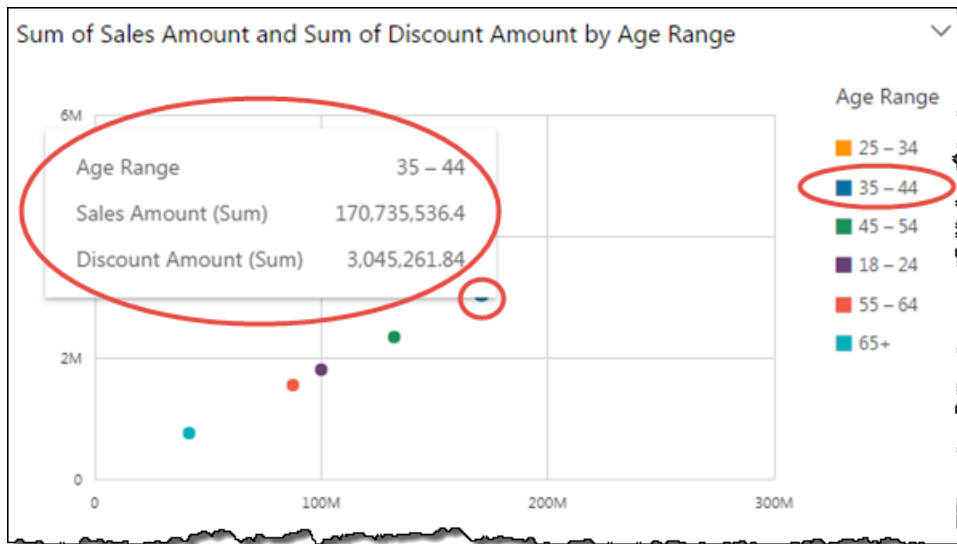 Sum of Sales Amount and Sum of Discount Amount by Age Range
Age Range
6M
Age Range 35 – 44
Sales Amount (Sum) 170,735,536.4
Discount Amount (Sum) 3,045,261.84
2M
0
0 100M 200M 300M
25 – 34
35 – 44
45 – 54
18 – 24
55 – 64
65+